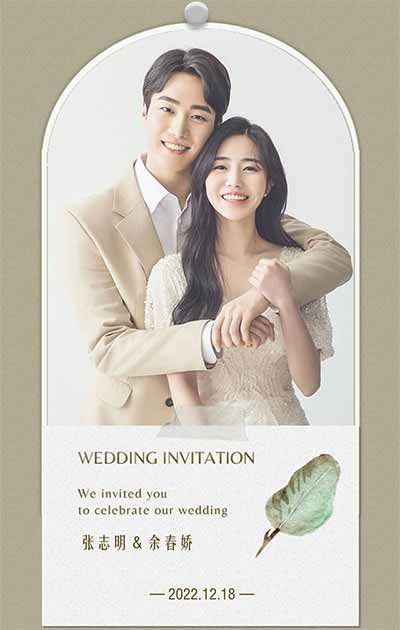 WEDDING INVITATION
We invited you
to celebrate our wedding
张志明 & 余春娇
— 2022.12.18 —